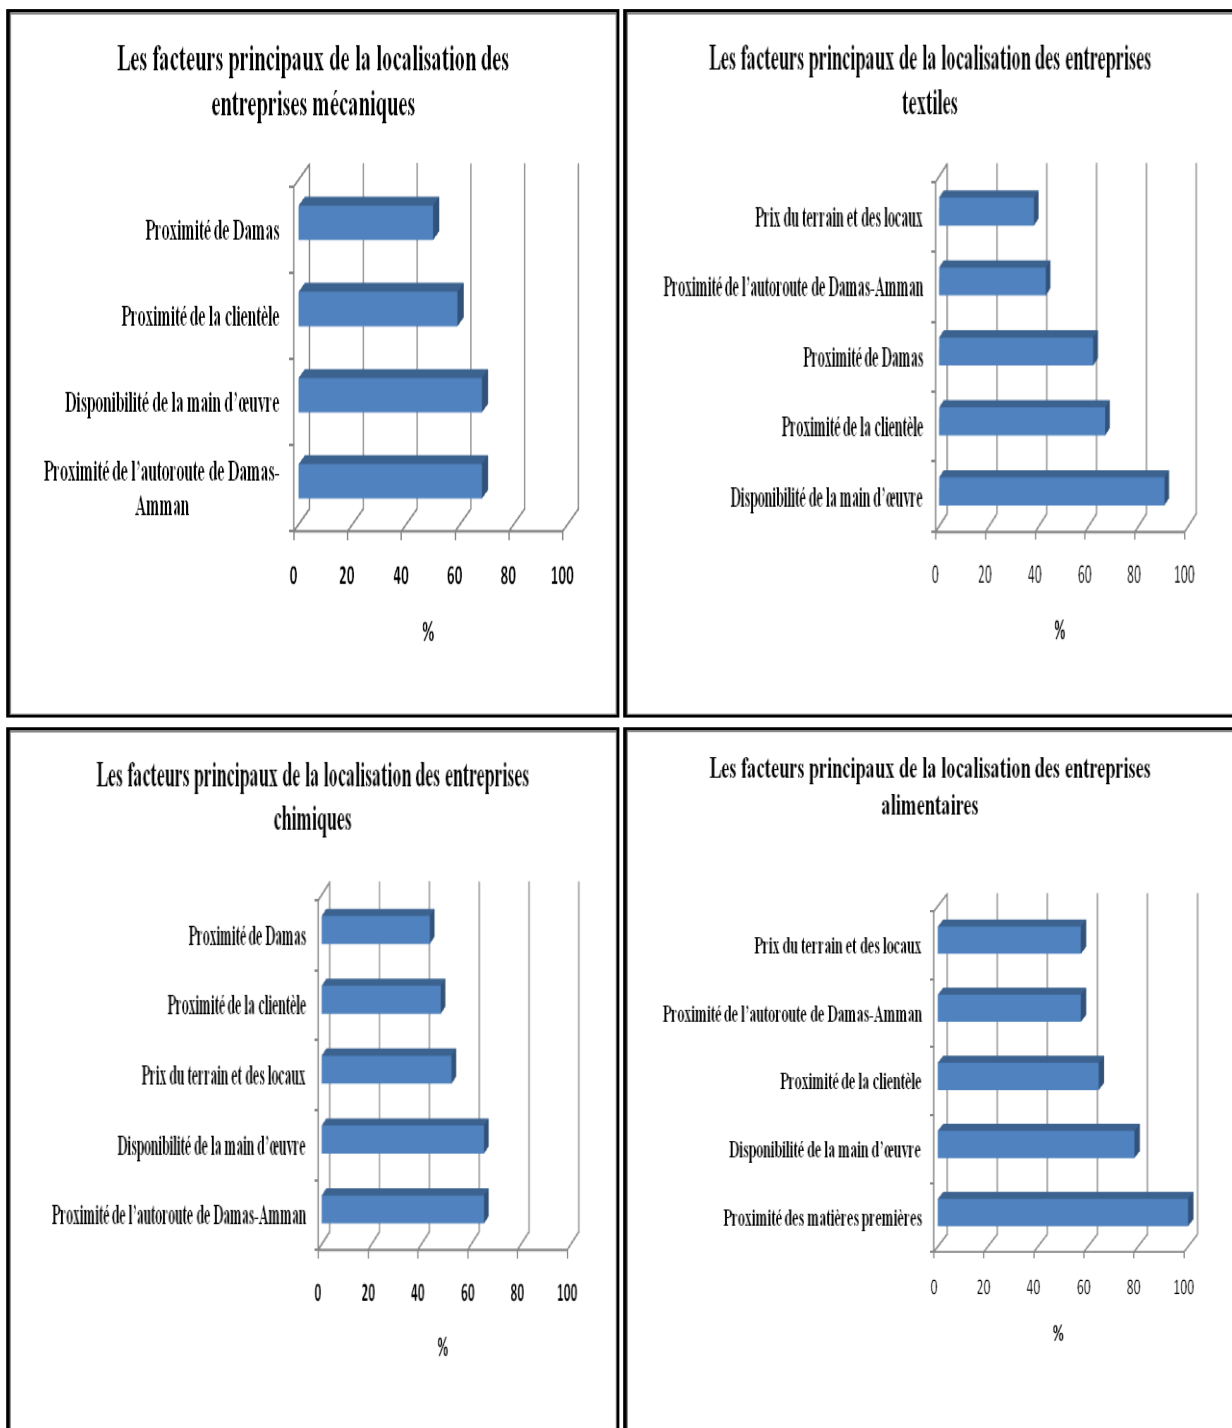 Les facteurs principaux de la localisation des
entreprises mécaniques
Proximité de Damas
Proximité de la clientèle
Disponibilité de la main d’œuvre
Proximité de l’autoroute de Damas-
Amman
0 20 40 60 80 100
%
Les facteurs principaux de la localisation des entreprises
textiles
Prix du terrain et des locaux
Proximité de l’autoroute de Damas-Amman
Proximité de Damas
Proximité de la clientèle
Disponibilité de la main d’œuvre
0 20 40 60 80 100
%
Les facteurs principaux de la localisation des entreprises
chimiques
Proximité de Damas
Proximité de la clientèle
Prix du terrain et des locaux
Disponibilité de la main d’œuvre
Proximité de l’autoroute de Damas-Amman
0 20 40 60 80 100
%
Les facteurs principaux de la localisation des entreprises
alimentaires
Prix du terrain et des locaux
Proximité de l’autoroute de Damas-Amman
Proximité de la clientèle
Disponibilité de la main d’œuvre
Proximité des matières premières
0 20 40 60 80 100
%